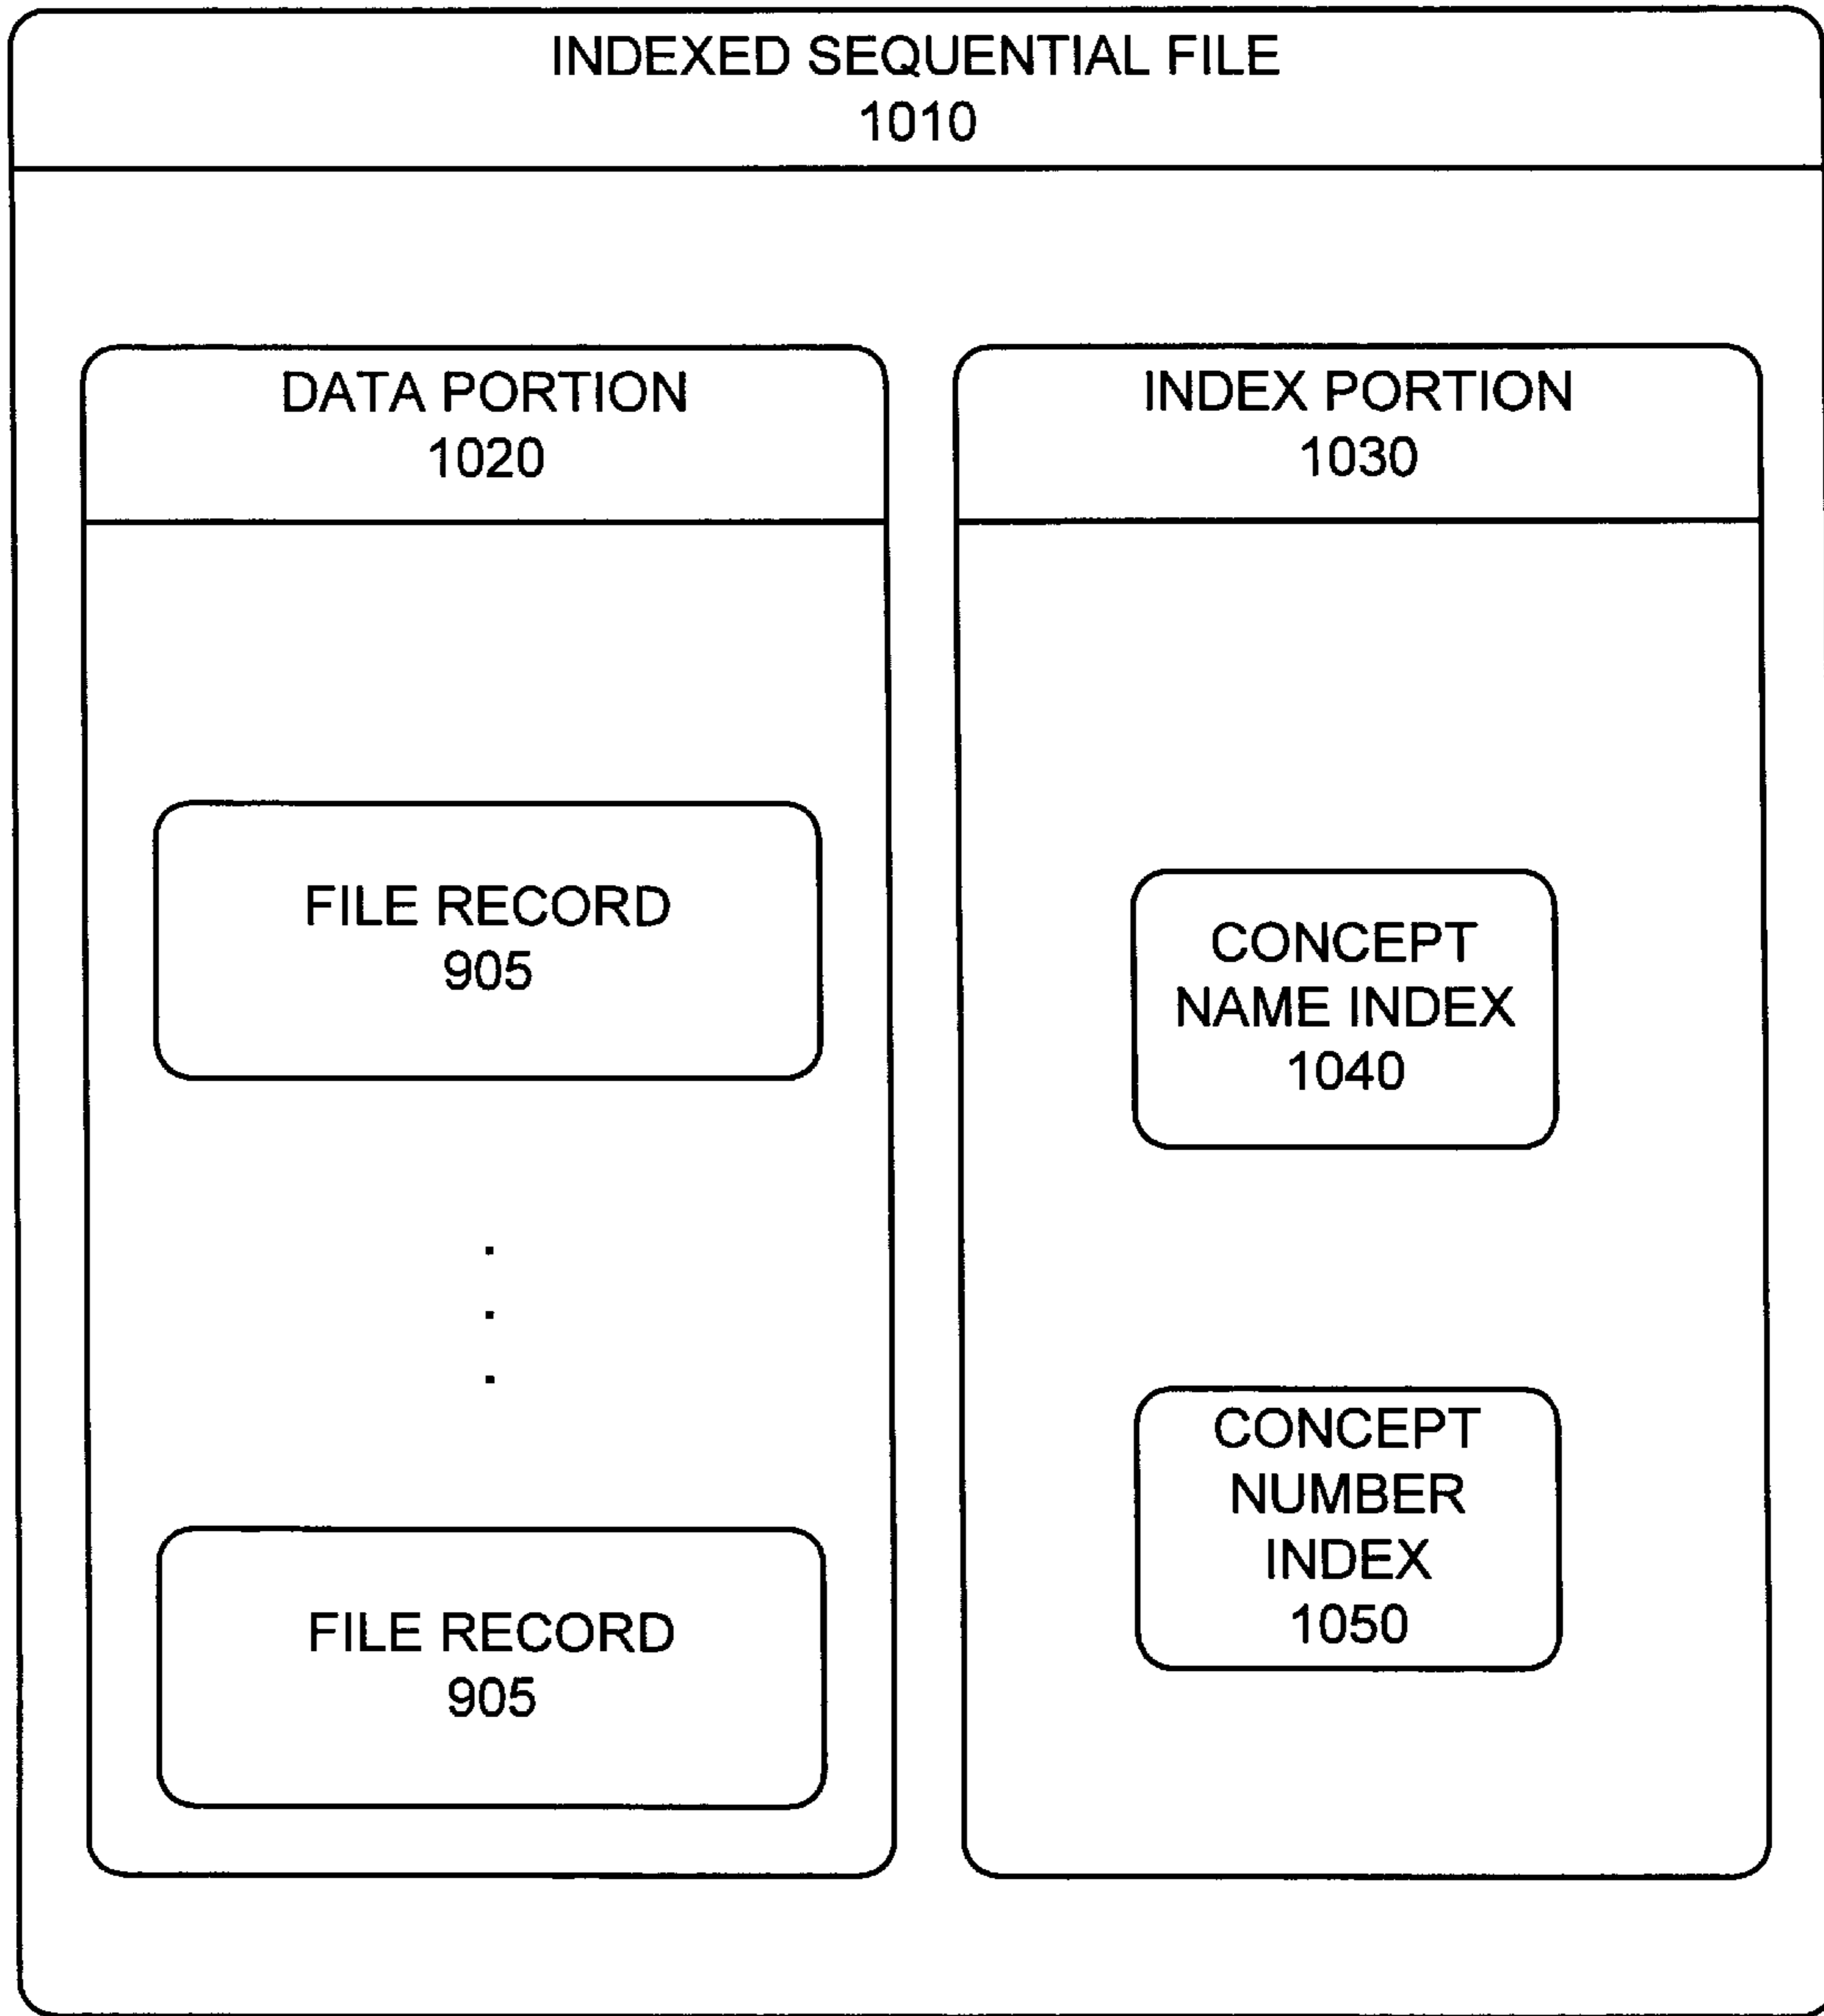 INDEXED SEQUENTIAL FILE
1010
DATA PORTION
1020
FILE RECORD
905
.
.
.
FILE RECORD
905
INDEX PORTION
1030
CONCEPT
NAME INDEX
1040
CONCEPT
NUMBER
INDEX
1050